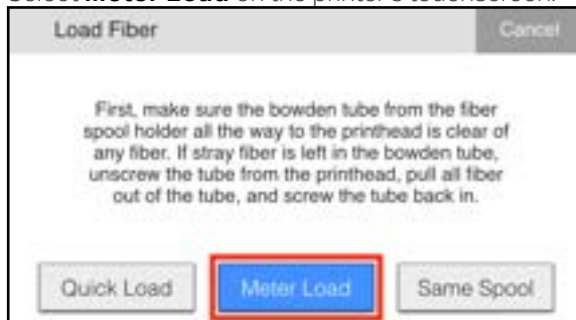 Select Meter Load on the printer's touchscreen.
Load Fiber
Cancel
First, make sure the bowden tube from the fiber
spool holder all the way to the printhead is clear of
any fiber. If stray fiber is left in the bowden tube,
unscrew the tube from the printhead, pull all fiber
out of the tube, and screw the tube back in.
Quick Load
Meter Load
Same Spool